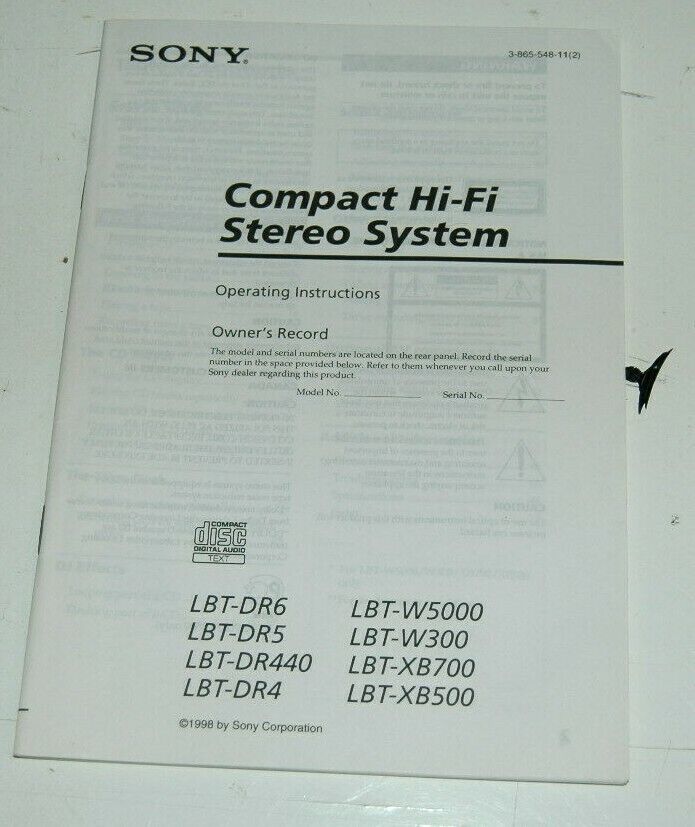 SONY®
3-865-548-11(2)
Compact Hi-Fi
Stereo System
Operating Instructions
Owner's Record
The model and serial numbers are located on the rear panel. Record the serial
number in the space provided below. Refer to them whenever you call upon your
Sony dealer regarding this product.
Model No. Serial No.
COMPACT
disc
DIGITAL AUDIO
TEXT
LBT-DR6
LBT-DR5
LBT-DR440
LBT-DR4
LBT-W5000
LBT-W300
LBT-XB700
LBT-XB500
©1998 by Sony Corporation